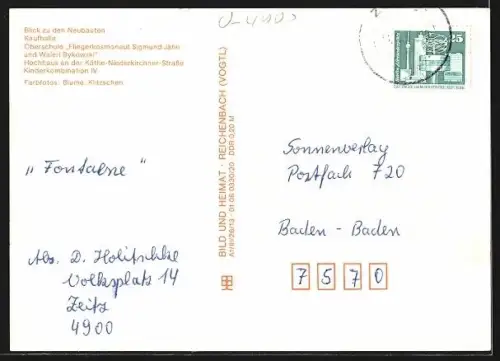 Blick zu den Neubauten
Kaufhalle
Oberschule „Fliegerkosmonaut Sigmund Jähn
und Waleri Bykowski"
Hochhaus an der Käthe-Niederkirchner-Straße
Kinderkombination IV
Farbfotos: Blume, Klitschen
„Fontaene"
Abs. D. Holitschke
Volksplatz 14
Zeitz
4900
BILD UND HEIMAT · REICHENBACH (VOGTL)
25
Sonnenverlag
Postfach 720
Baden-Baden
7570